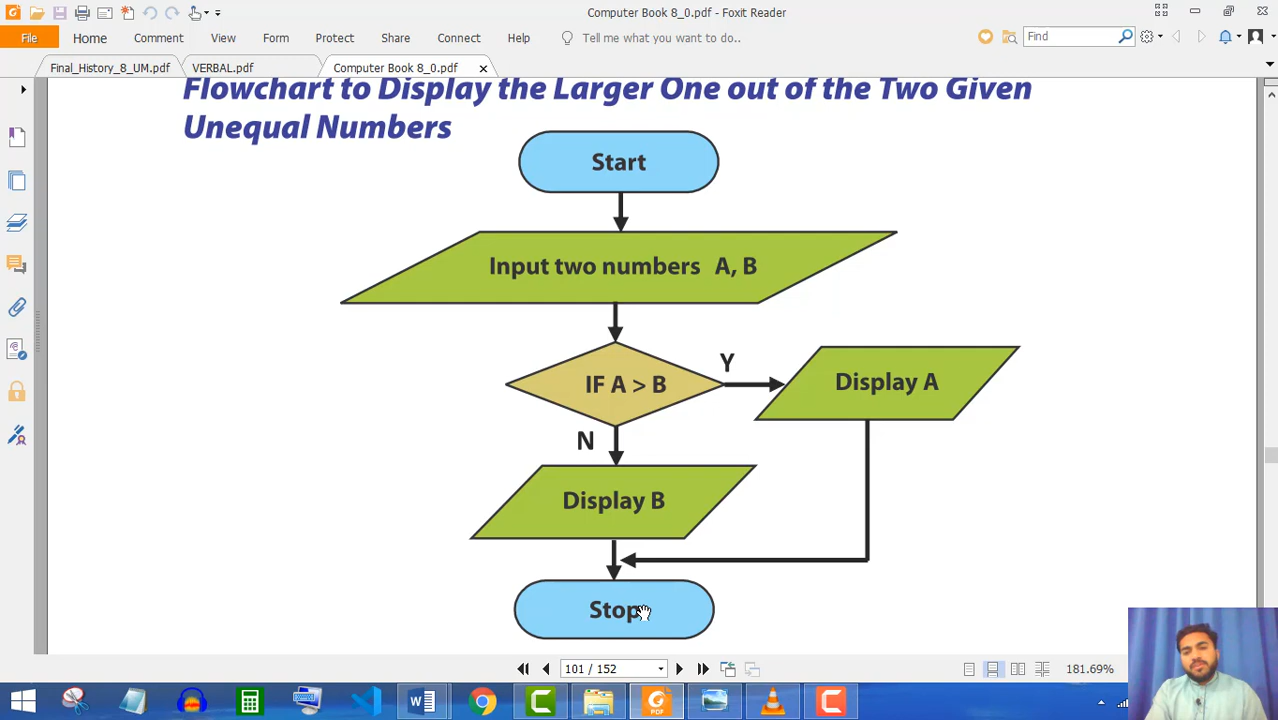 Computer Book 8_0.pdf - Foxit Reader
File Home Comment View Form Protect Share Connect Help Tell me what you want to do.. Find
Final_History_8_UM.pdf VERBAL.pdf Computer Book 8_0.pdf
Flowchart to Display the Larger One out of the Two Given
Unequal Numbers
Start
Input two numbers A, B
IF A > B
Y
Display A
N
Display B
Stop
101 / 152
181.69%